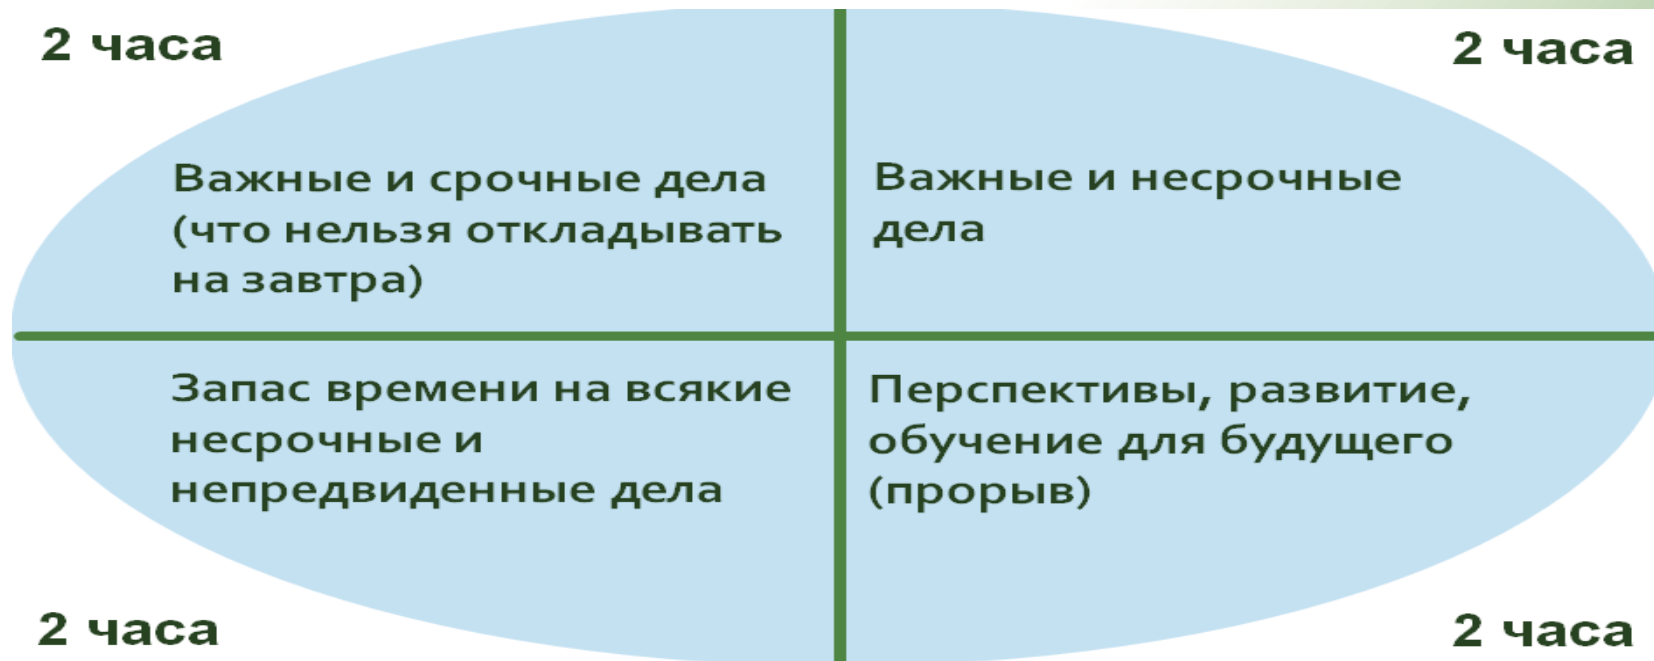 2 часа
2 часа
Важные и срочные дела
(что нельзя откладывать
на завтра)
Важные и несрочные
дела
Запас времени на всякие
несрочные и
непредвиденные дела
Перспективы, развитие,
обучение для будущего
(прорыв)
2 часа
2 часа